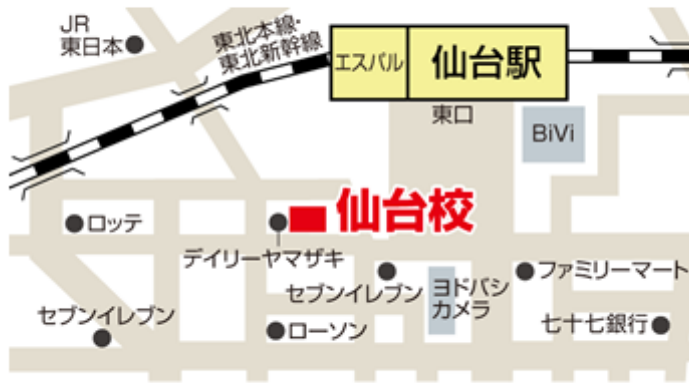 JR
東日本
東北本線・
東北新幹線
エスパル
仙台駅
東口
BiVi
ロッテ
仙台校
デイリーヤマザキ
セブンイレブン
ヨドバシ
カメラ
ファミリーマート
セブンイレブン
ローソン
七十七銀行